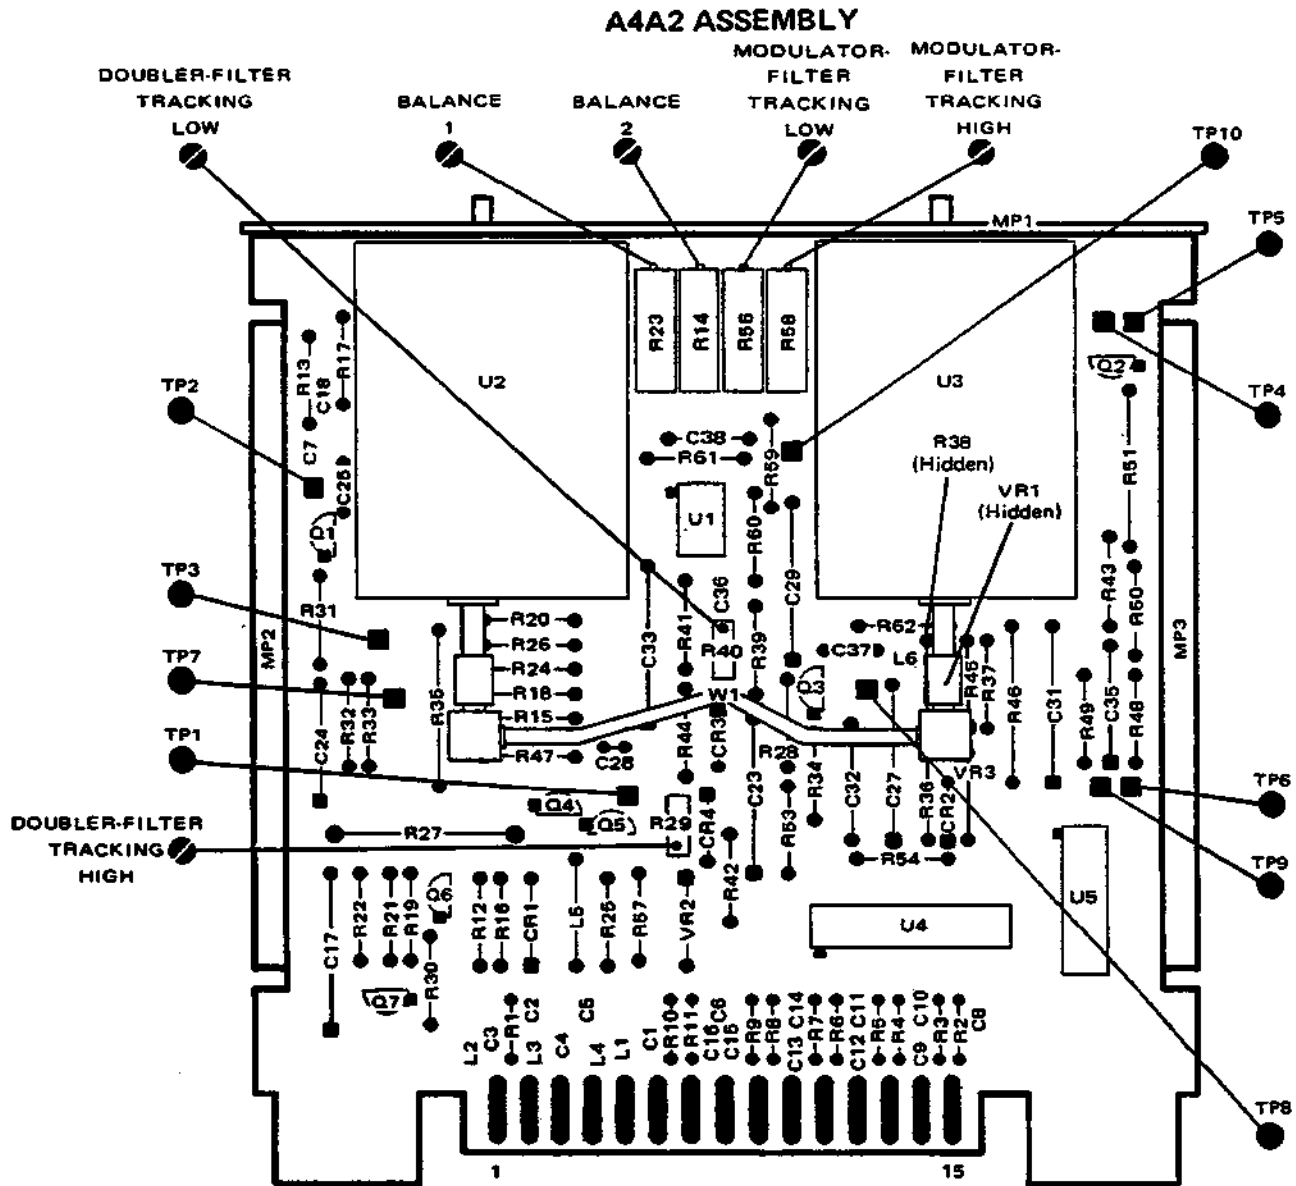 A4A2 ASSEMBLY
DOUBLER-FILTER
TRACKING
LOW
BALANCE
1
BALANCE
2
MODULATOR-
FILTER
TRACKING
LOW
MODULATOR-
FILTER
TRACKING
HIGH
TP10
MP1
TP5
R23
R14
R56
R58
U2
U3
R13
C18
R17
Q2
TP2
TP4
C7
C25
C38
R61
R59
R38
(Hidden)
VR1
(Hidden)
R51
Q1
U1
R60
C29
TP3
R31
MP2
C33
R41
C36
R40
R39
R43
R50
MP3
R20
R26
R24
R18
R15
R47
R62
C37
L6
R45
R37
R46
C31
R49
C35
R48
TP7
C24
R32
R33
R35
W1
Q3
R44
CR3
C28
TP1
R28
R34
C32
C27
R36
CR2
VR3
TP6
Q4
Q5
R29
CR4
C23
R53
DOUBLER-FILTER
TRACKING
HIGH
R27
R42
R54
TP9
C17
R22
R21
R19
Q6
R30
R12
R16
CR1
L5
R25
R57
VR2
U4
U5
Q7
L2
C3
R1
C2
L3
C4
C5
L4
L1
C1
R10
R11
C16
C6
C15
R9
R8
C14
C13
R7
R6
C11
C12
R5
R4
C10
C9
R3
R2
C8
TP8
1
15